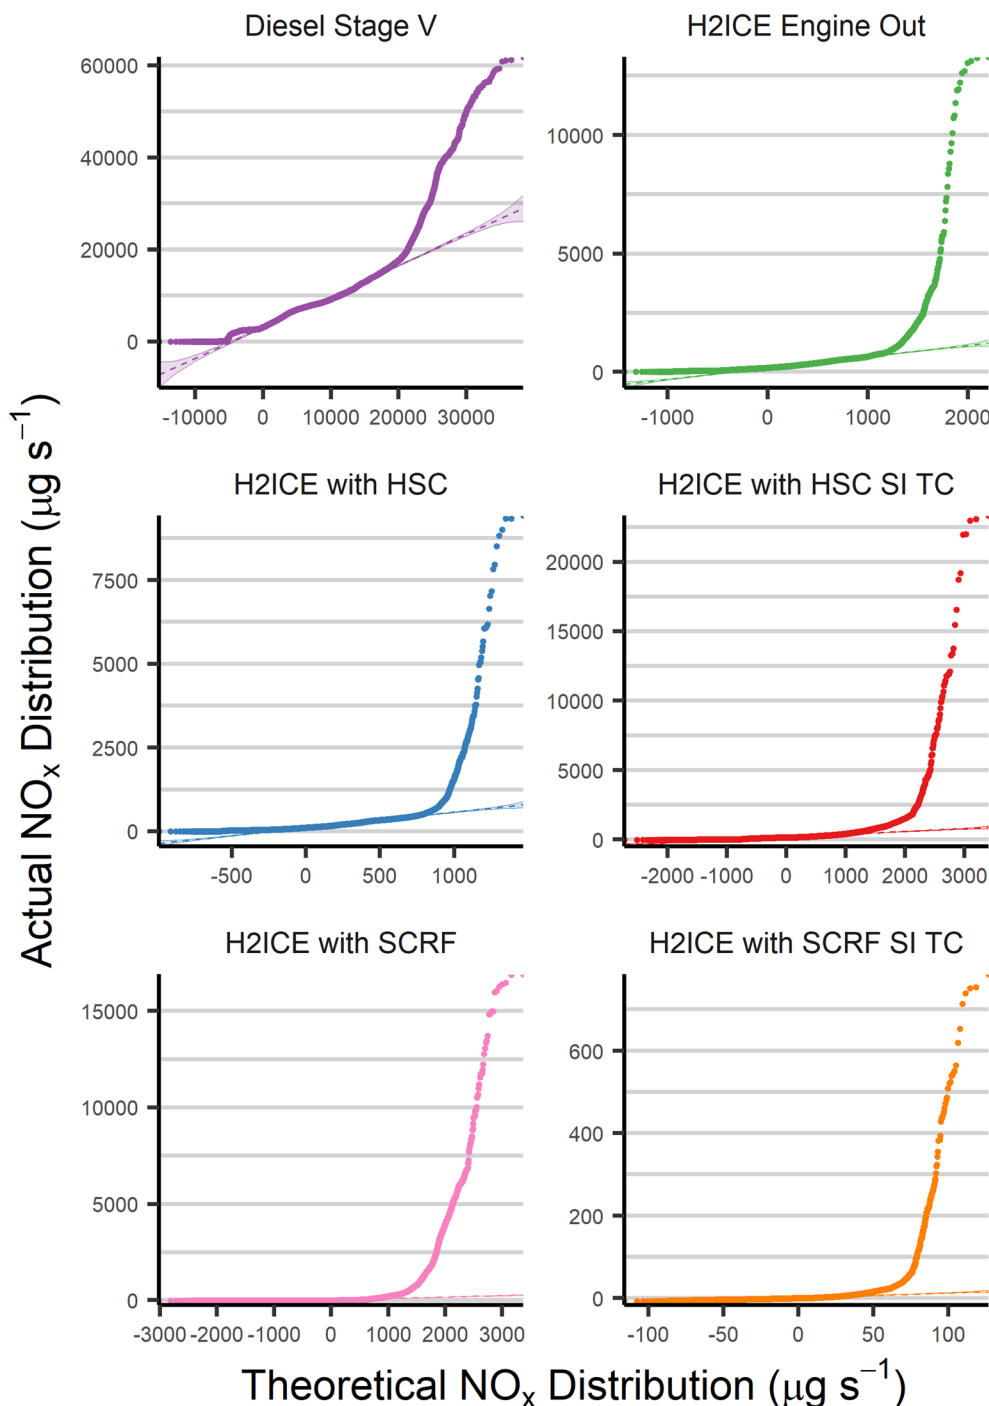 Diesel Stage V
H2ICE Engine Out
60000
40000
20000
0
-10000 0 10000 20000 30000
10000
5000
0
-1000 0 1000 2000
H2ICE with HSC
H2ICE with HSC SI TC
7500
5000
2500
0
-500 0 500 1000
20000
15000
10000
5000
0
-2000 -1000 0 1000 2000 3000
H2ICE with SCRF
H2ICE with SCRF SI TC
15000
10000
5000
0
-3000 -2000 -1000 0 1000 2000 3000
600
400
200
0
-100 -50 0 50 100
Actual NOₓ Distribution (μg s⁻¹)
Theoretical NOₓ Distribution (μg s⁻¹)